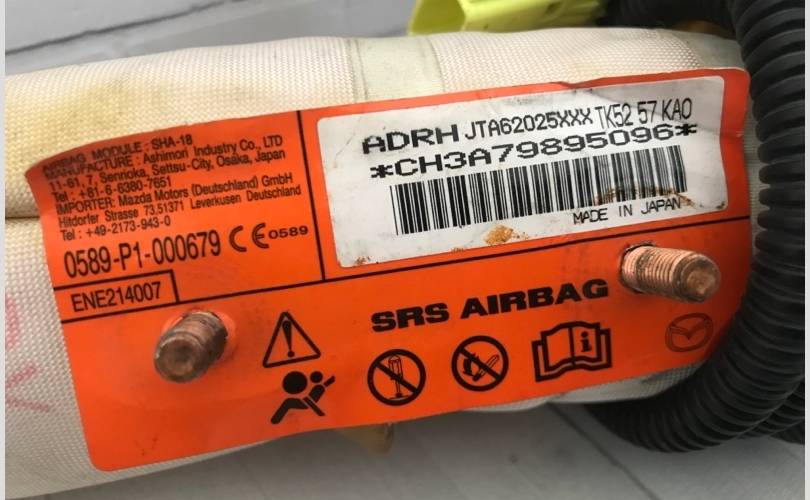 AIRBAG MODULE : SHA-18
MANUFACTURE : Ashimori Industry Co., LTD
11-61, 7, Senrioka, Settsu-City, Osaka, Japan
Tel : +81-6-6380-7651
IMPORTER: Mazda Motors (Deutschland) GmbH
Hitdorfer Strasse 73,51371 Leverkusen Deutschland
Tel : +49-2173-943-0
0589-P1-000679 CE 0589
ENE214007
ADRH JTA62025XXX TK52 57 KAO
*CH3A79895096*
MADE IN JAPAN
SRS AIRBAG